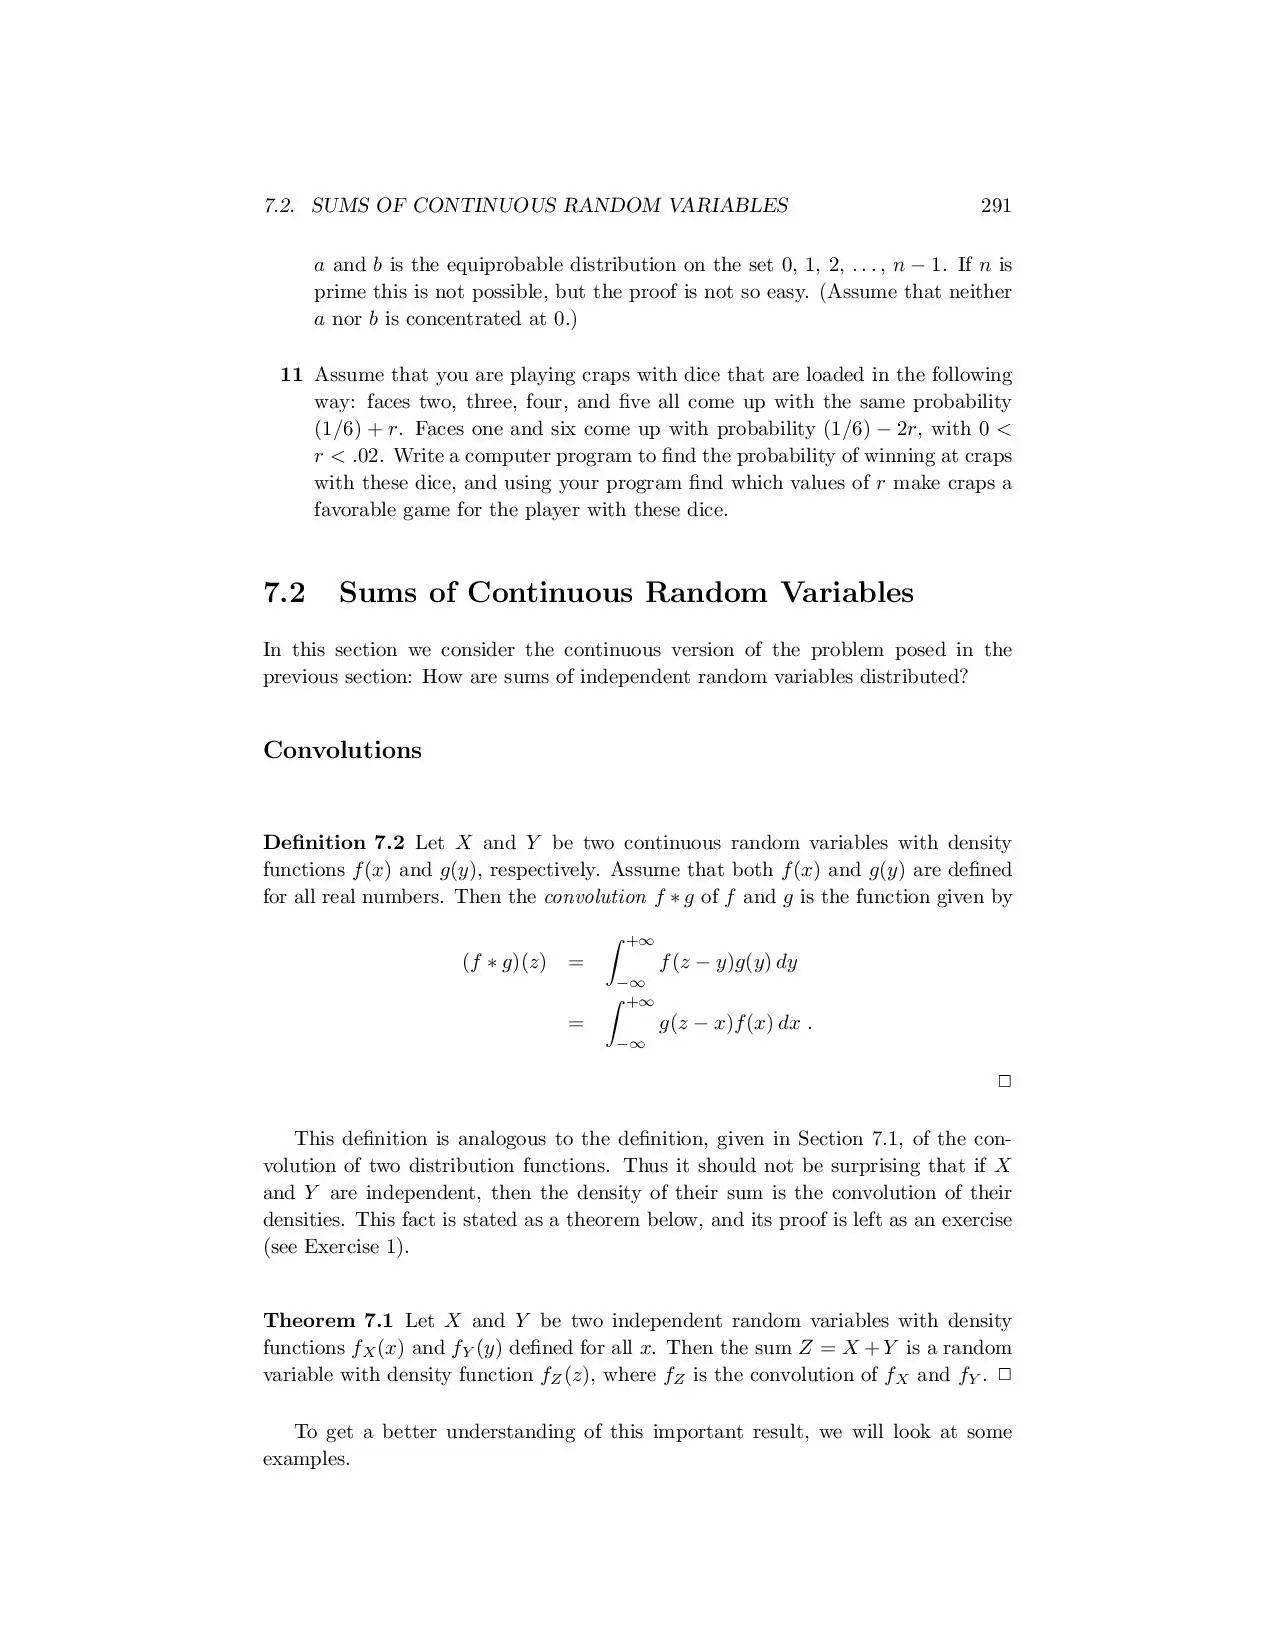 7.2. SUMS OF CONTINUOUS RANDOM VARIABLES 291
a and b is the equiprobable distribution on the set 0, 1, 2, . . . , n − 1. If n is
prime this is not possible, but the proof is not so easy. (Assume that neither
a nor b is concentrated at 0.)
11 Assume that you are playing craps with dice that are loaded in the following
way: faces two, three, four, and five all come up with the same probability
(1/6) + r. Faces one and six come up with probability (1/6) − 2r, with 0 <
r < .02. Write a computer program to find the probability of winning at craps
with these dice, and using your program find which values of r make craps a
favorable game for the player with these dice.
7.2 Sums of Continuous Random Variables
In this section we consider the continuous version of the problem posed in the
previous section: How are sums of independent random variables distributed?
Convolutions
Definition 7.2 Let X and Y be two continuous random variables with density
functions f(x) and g(y), respectively. Assume that both f(x) and g(y) are defined
for all real numbers. Then the convolution f ∗ g of f and g is the function given by
(f ∗ g)(z) = ∫_{−∞}^{+∞} f(z − y)g(y) dy
= ∫_{−∞}^{+∞} g(z − x)f(x) dx .
□
This definition is analogous to the definition, given in Section 7.1, of the con-
volution of two distribution functions. Thus it should not be surprising that if X
and Y are independent, then the density of their sum is the convolution of their
densities. This fact is stated as a theorem below, and its proof is left as an exercise
(see Exercise 1).
Theorem 7.1 Let X and Y be two independent random variables with density
functions f_X(x) and f_Y(y) defined for all x. Then the sum Z = X + Y is a random
variable with density function f_Z(z), where f_Z is the convolution of f_X and f_Y. □
To get a better understanding of this important result, we will look at some
examples.